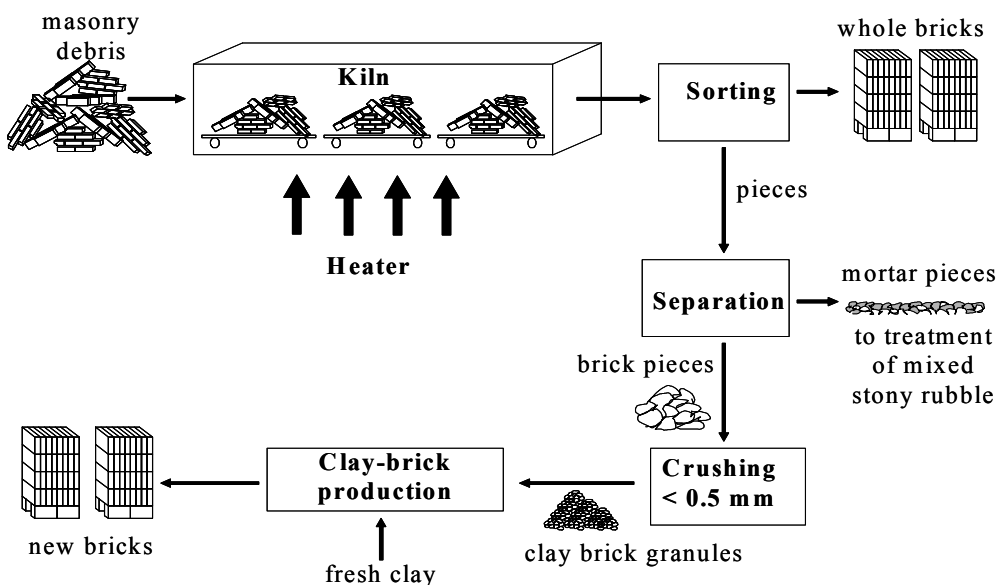 masonry
debris
Kiln
Heater
Sorting
whole bricks
pieces
Separation
mortar pieces
to treatment
of mixed
stony rubble
brick pieces
Crushing
< 0.5 mm
clay brick granules
Clay-brick
production
fresh clay
new bricks